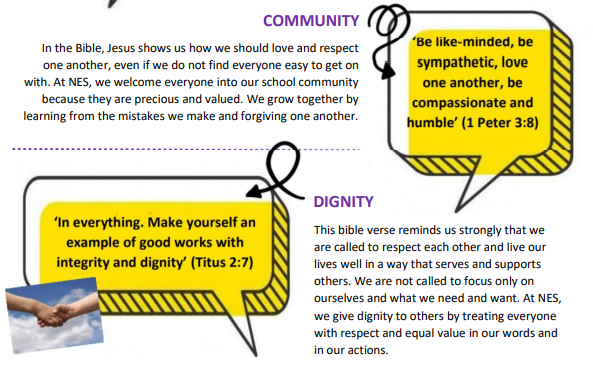 COMMUNITY
In the Bible, Jesus shows us how we should love and respect
one another, even if we do not find everyone easy to get on
with. At NES, we welcome everyone into our school community
because they are precious and valued. We grow together by
learning from the mistakes we make and forgiving one another.
‘Be like-minded, be
sympathetic, love
one another, be
compassionate and
humble’ (1 Peter 3:8)
‘In everything. Make yourself an
example of good works with
integrity and dignity’ (Titus 2:7)
DIGNITY
This bible verse reminds us strongly that we
are called to respect each other and live our
lives well in a way that serves and supports
others. We are not called to focus only on
ourselves and what we need and want. At NES,
we give dignity to others by treating everyone
with respect and equal value in our words and
in our actions.